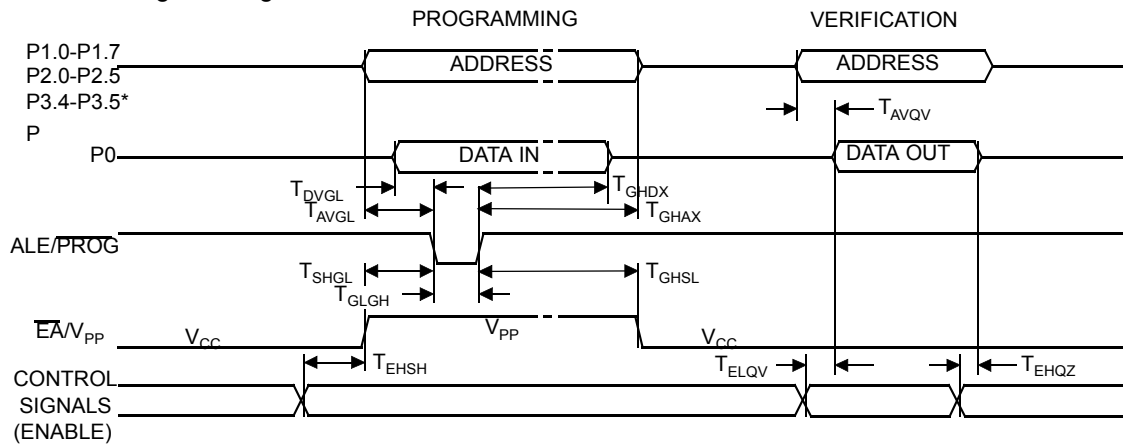 PROGRAMMING VERIFICATION
P1.0-P1.7
P2.0-P2.5
P3.4-P3.5*
P
ADDRESS ADDRESS
TAVQV
P0 DATA IN DATA OUT
TDVGL TGHDX
TAVGL TGHAX
ALE/PROG
TSHGL TGHSL
TGLGH
EA/VPP VCC VPP VCC
TEHSH TELQV TEHQZ
CONTROL
SIGNALS
(ENABLE)